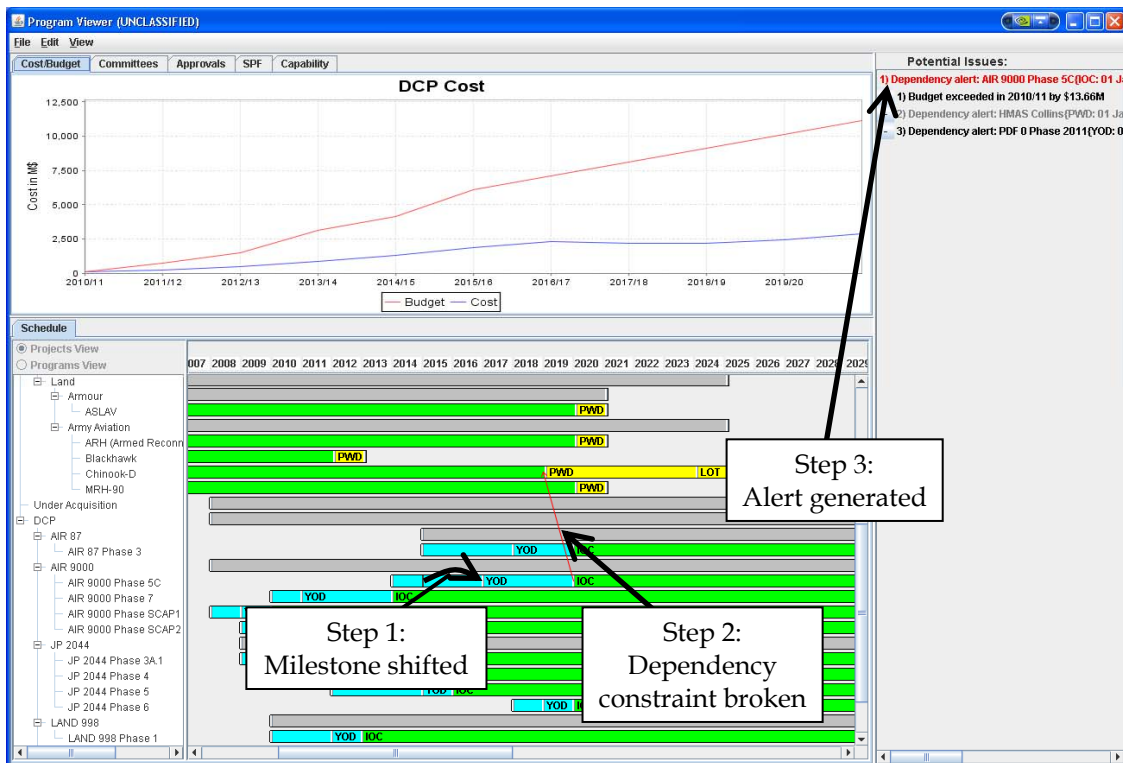 Program Viewer (UNCLASSIFIED)
File Edit View
Cost/Budget Committees Approvals SPF Capability
DCP Cost
12,500
10,000
7,500
5,000
2,500
0
Cost in M$
2010/11 2011/12 2012/13 2013/14 2014/15 2015/16 2016/17 2017/18 2018/19 2019/20
Budget Cost
Potential Issues:
1) Dependency alert: AIR 9000 Phase 5C(IOC: 01 Ja
1) Budget exceeded in 2010/11 by $13.66M
2) Dependency alert: HMAS Collins(PWD: 01 Ja
3) Dependency alert: PDF 0 Phase 2011(YOD: 0
Schedule
Projects View
Programs View
007 2008 2009 2010 2011 2012 2013 2014 2015 2016 2017 2018 2019 2020 2021 2022 2023 2024 2025 2026 2027 2028 2029
Land
Armour
ASLAV PWD
Army Aviation
ARH (Armed Reconn PWD
Blackhawk PWD
Chinook-D PWD LOT
MRH-90 PWD
Under Acquisition
DCP
AIR 87
AIR 87 Phase 3 YOD IOC
AIR 9000
AIR 9000 Phase 5C YOD IOC
AIR 9000 Phase 7 YOD IOC
AIR 9000 Phase SCAP1
AIR 9000 Phase SCAP2
JP 2044
JP 2044 Phase 3A.1
JP 2044 Phase 4
JP 2044 Phase 5 YOD IOC
JP 2044 Phase 6 YOD
LAND 998
LAND 998 Phase 1 YOD IOC
Step 1:
Milestone shifted
Step 2:
Dependency
constraint broken
Step 3:
Alert generated